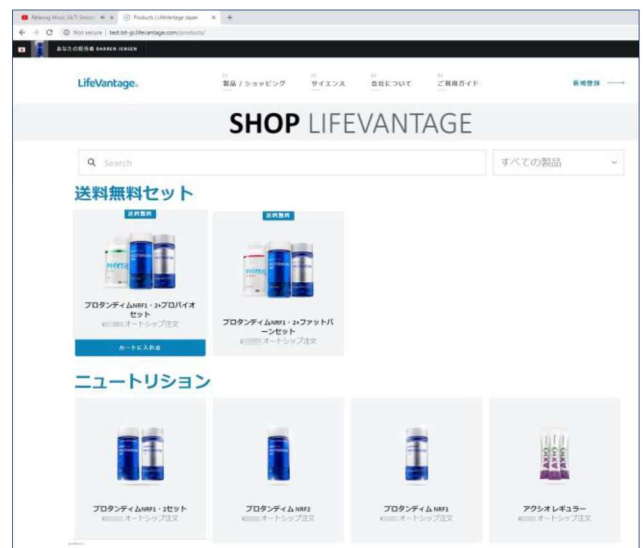 Relaxing Music 24/7: 
Products | LifeVantage Japan
Not secure | test.tst-jp.lifevantage.com/products/
あなたの担当者 DARREN JENSEN
LifeVantage
01 製品 / ショッピング
サイエンス
会社について
ご利用ガイド
新規登録
SHOP LIFEVANTAGE
Search
すべての製品
送料無料セット
送料無料
送料無料
プロタンディムNRF1・2+プロバイオ
セット
オートシップ注文
カートに入れる
プロタンディムNRF1・2+ファットバ
ーンセット
オートシップ注文
ニュートリション
プロタンディムNRF1・2セット
オートシップ注文
プロタンディム NRF2
オートシップ注文
プロタンディム NRF1
オートシップ注文
アクシオ レギュラー
オートシップ注文